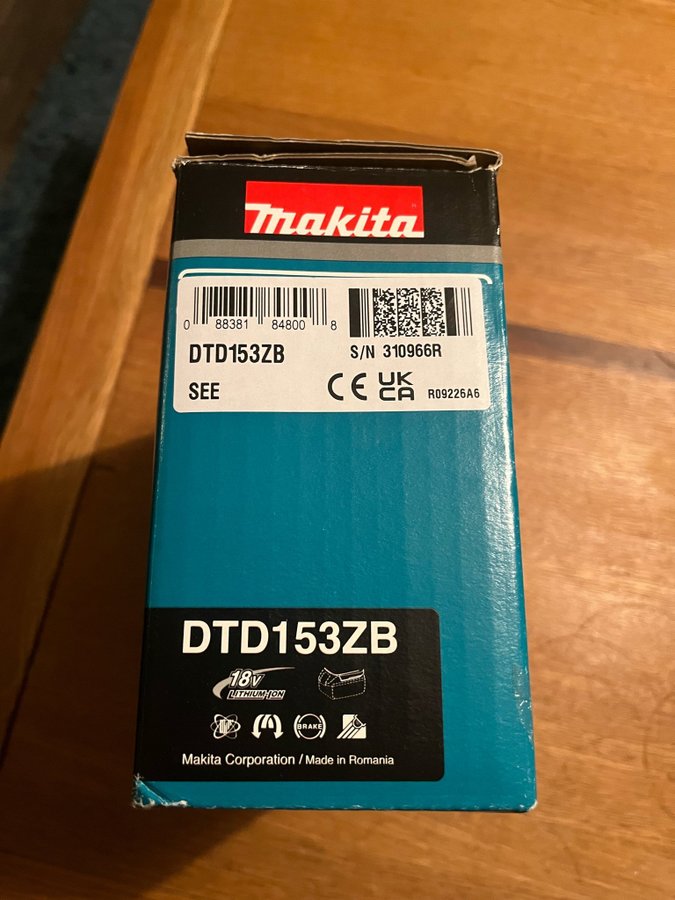 makita
0 88381 84800 8
DTD153ZB
S/N 310966R
SEE
CE UK CA
R09226A6
DTD153ZB
18V
LITHIUM-ION
BRAKE
Makita Corporation / Made in Romania